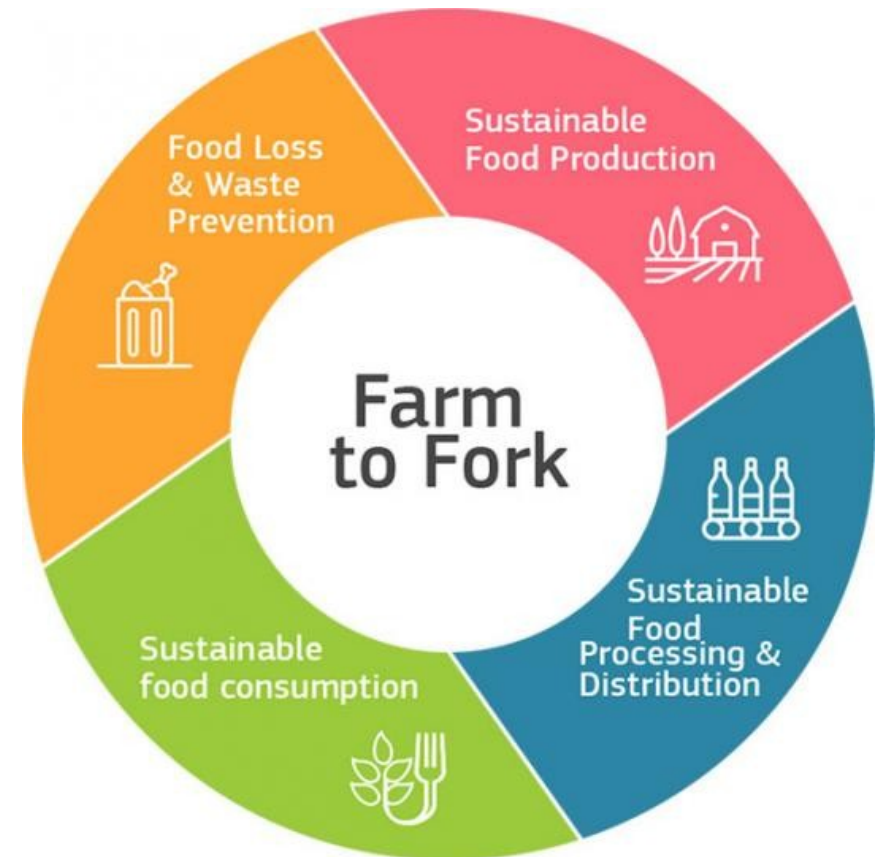 Food Loss
& Waste
Prevention
Sustainable
Food Production
Farm
to Fork
Sustainable
Food
Processing &
Distribution
Sustainable
food consumption